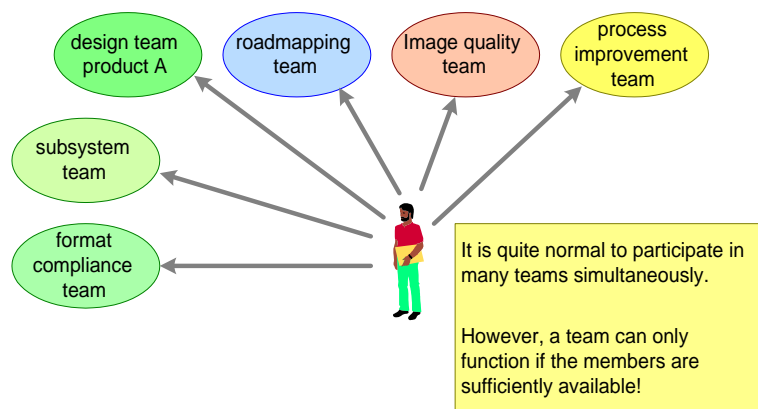 design team
product A
roadmapping
team
Image quality
team
process
improvement
team
subsystem
team
format
compliance
team
It is quite normal to participate in
many teams simultaneously.
However, a team can only
function if the members are
sufficiently available!